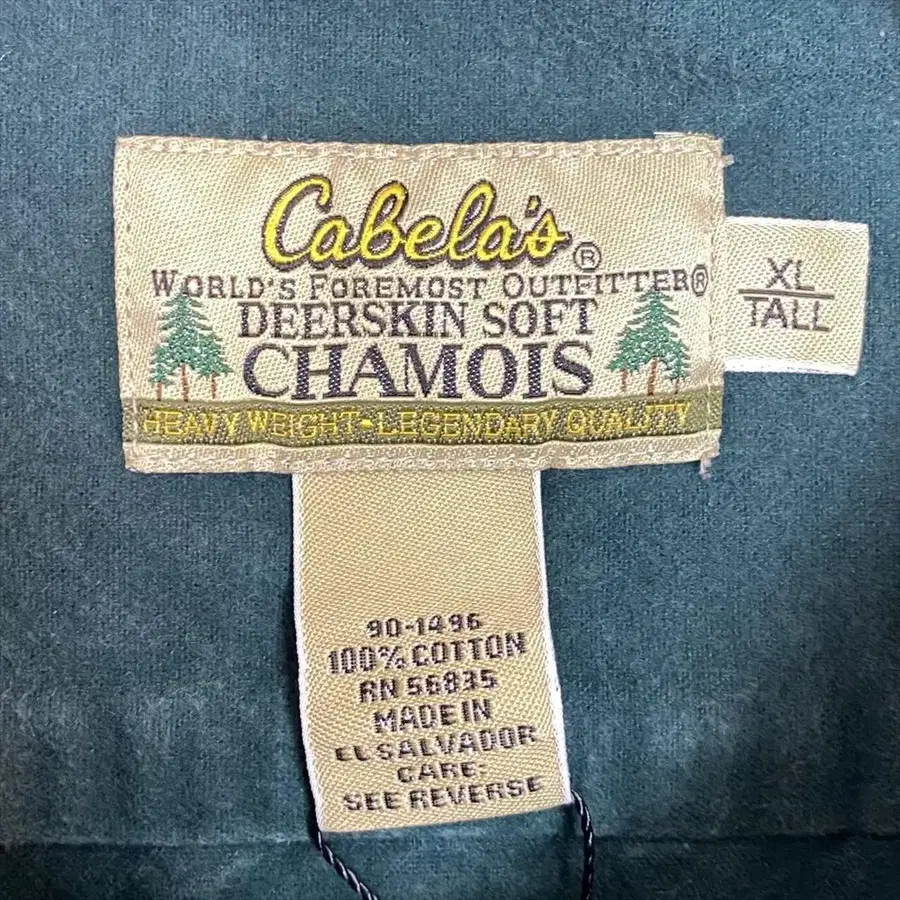 Cabela's®
WORLD'S FOREMOST OUTFITTER®
DEERSKIN SOFT
CHAMOIS
HEAVY WEIGHT•LEGENDARY QUALITY
XL
TALL
90-1496
100% COTTON
RN 56835
MADE IN
EL SALVADOR
CARE:
SEE REVERSE